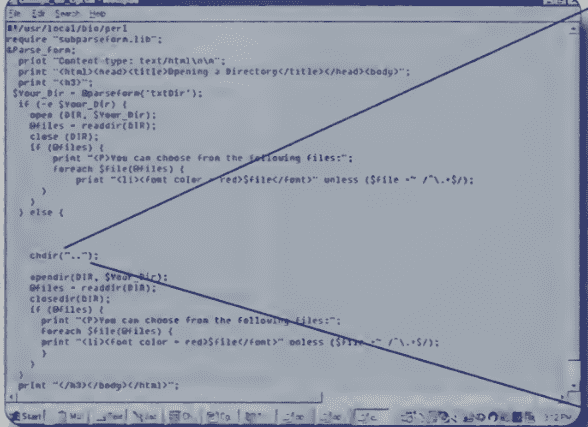 File Edit Search Help
#!/usr/local/bin/perl
require "subparseform.lib";
&Parse_Form;
print "Content type: text/html\n\n";
print "<html><head><title>Opening a Directory</title></head><body>";
print "<h3>";
$Your_Dir = @parseform{'txtDir'};
if (-e $Your_Dir) {
open (DIR, $Your_Dir);
@files = readdir(DIR);
close (DIR);
if (@files) {
print "<P>You can choose from the following files:";
foreach $file(@files) {
print "<li><font color = red>$file</font>" unless ($file =~ /^\.*$/);
}
}
} else {
chdir("..");
opendir(DIR, $Your_Dir);
@files = readdir(DIR);
closedir(DIR);
if (@files) {
print "<P>You can choose from the following files:";
foreach $file(@files) {
print "<li><font color = red>$file</font>" unless ($file =~ /^\.*$/);
}
}
}
print "</h3></body></html>";
Start